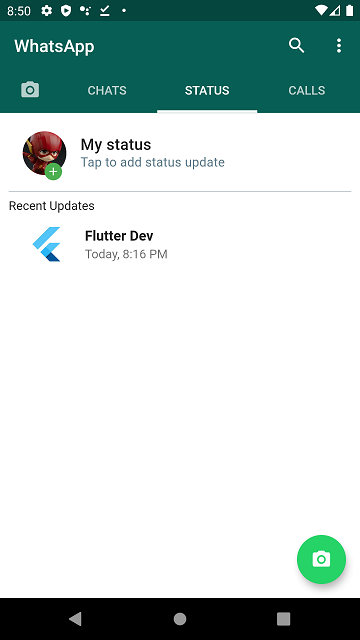 8:50
WhatsApp
CHATS
STATUS
CALLS
My status
Tap to add status update
Recent Updates
Flutter Dev
Today, 8:16 PM